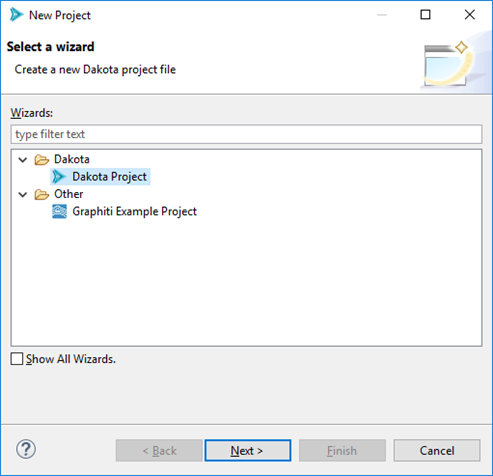 New Project
Select a wizard
Create a new Dakota project file
Wizards:
type filter text
Dakota
Dakota Project
Other
Graphiti Example Project
Show All Wizards.
? < Back Next > Finish Cancel